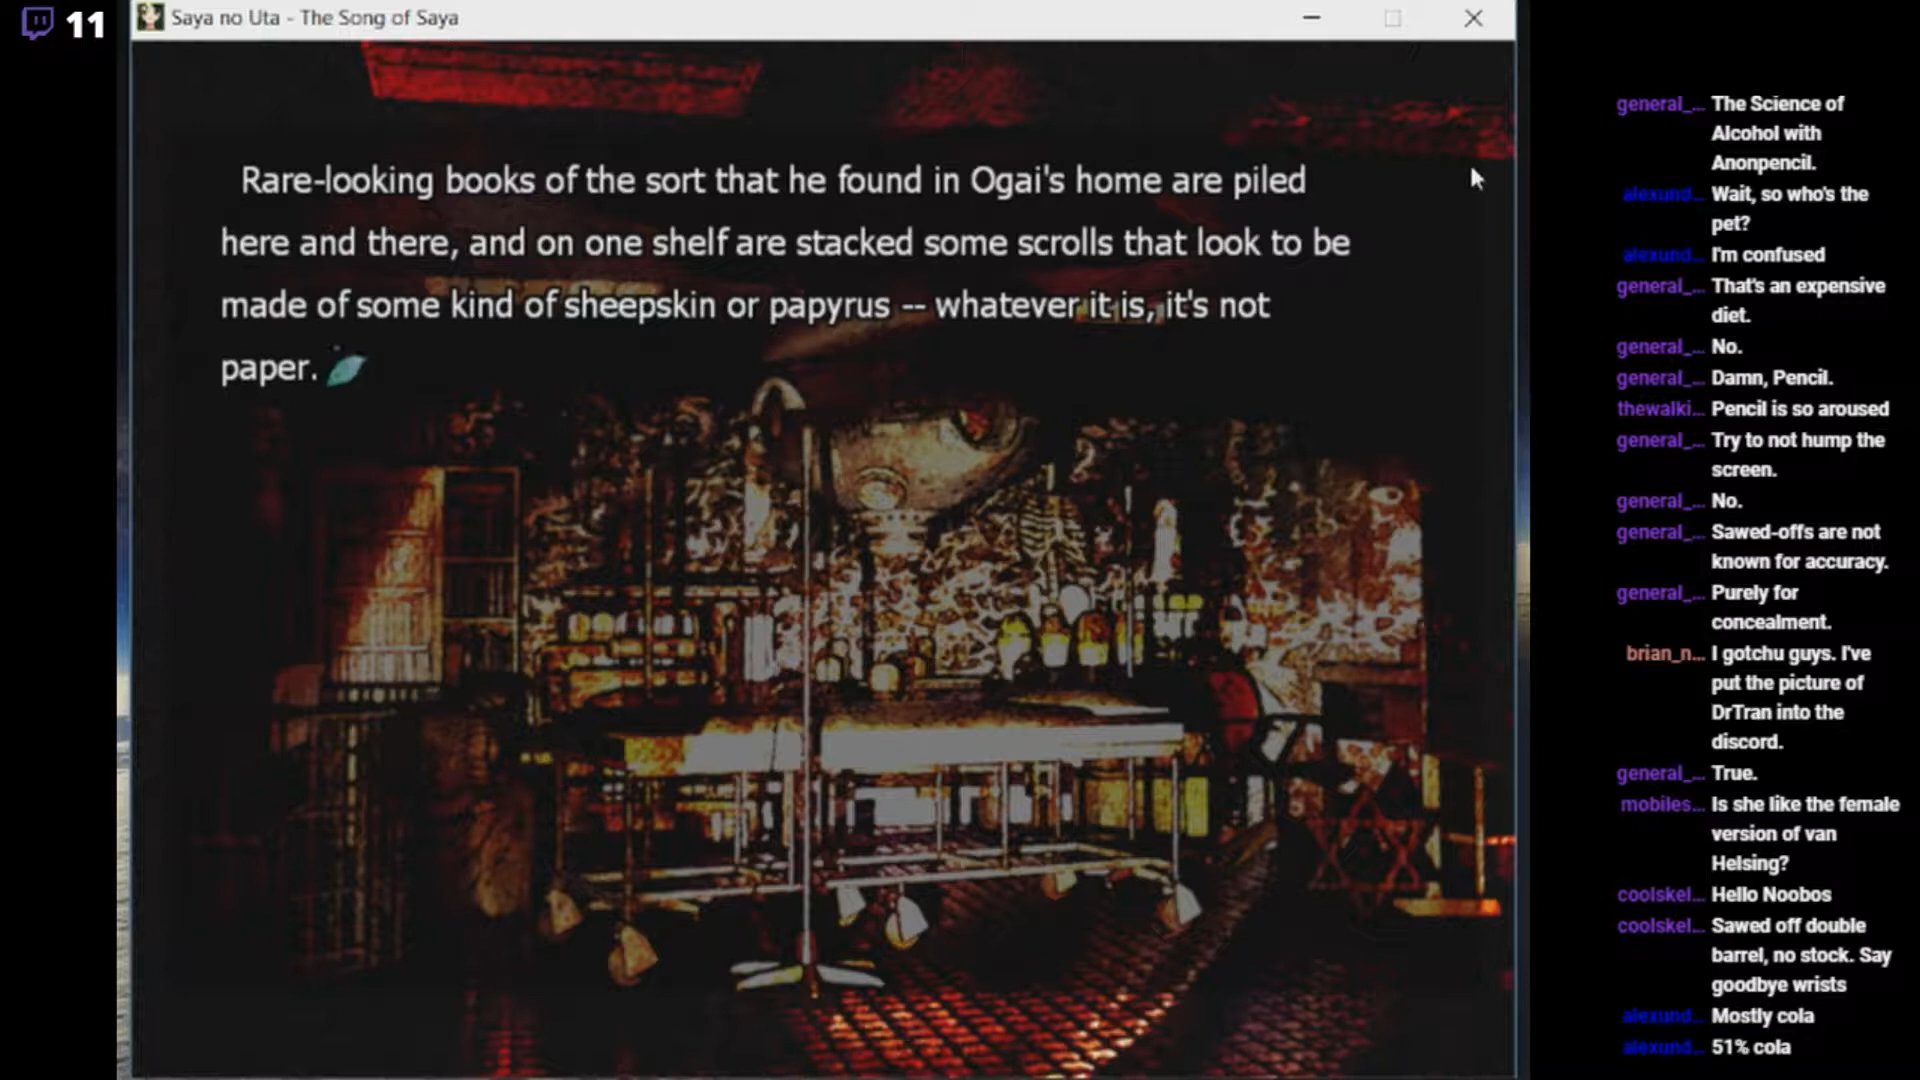 11
Saya no Uta - The Song of Saya
Rare-looking books of the sort that he found in Ogai's home are piled
here and there, and on one shelf are stacked some scrolls that look to be
made of some kind of sheepskin or papyrus -- whatever it is, it's not
paper.
general_... The Science of
Alcohol with
Anonpencil.
alexund... Wait, so who's the
pet?
alexund... I'm confused
general_... That's an expensive
diet.
general_... No.
general_... Damn, Pencil.
thewalki... Pencil is so aroused
general_... Try to not hump the
screen.
general_... No.
general_... Sawed-offs are not
known for accuracy.
general_... Purely for
concealment.
brian_n... I gotchu guys. I've
put the picture of
DrTran into the
discord.
general_... True.
mobiles... Is she like the female
version of van
Helsing?
coolskel... Hello Noobos
coolskel... Sawed off double
barrel, no stock. Say
goodbye wrists
alexund... Mostly cola
alexund... 51% cola